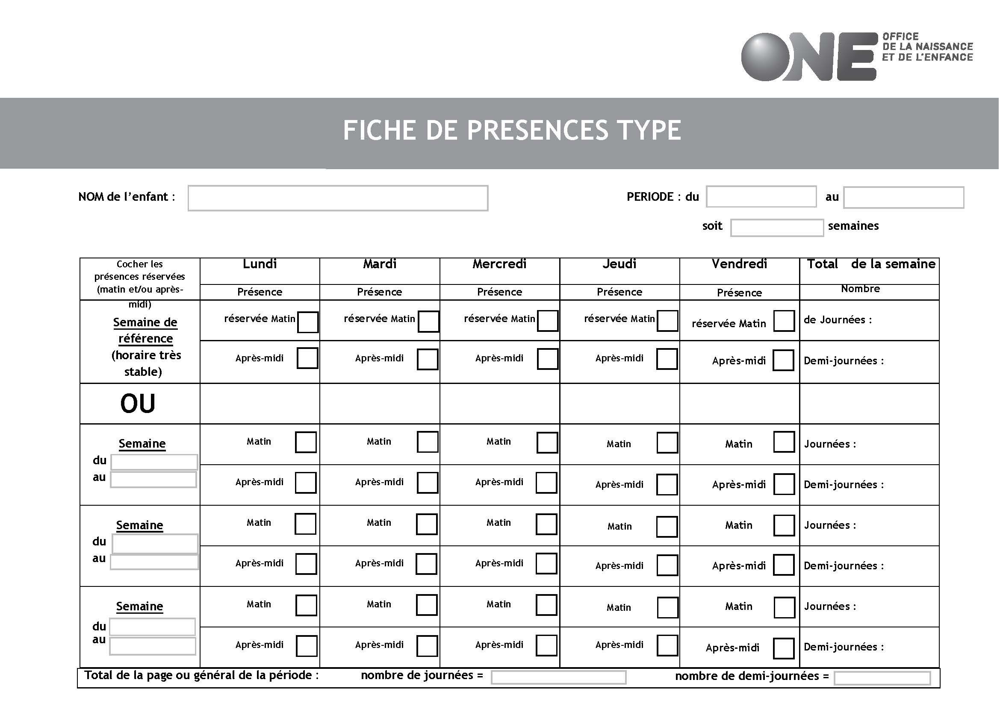 ONE OFFICE
DE LA NAISSANCE
ET DE L'ENFANCE
FICHE DE PRESENCES TYPE
NOM de l'enfant :
PERIODE : du au
soit semaines
Cocher les
présences réservées
(matin et/ou après-
midi)
Lundi Mardi Mercredi Jeudi Vendredi Total de la semaine
Présence Présence Présence Présence Présence Nombre
Semaine de
référence
(horaire très
stable)
réservée Matin réservée Matin réservée Matin réservée Matin réservée Matin de Journées :
Après-midi Après-midi Après-midi Après-midi Après-midi Demi-journées :
OU
Semaine
du
au
Matin Matin Matin Matin Matin Journées :
Après-midi Après-midi Après-midi Après-midi Après-midi Demi-journées :
Semaine
du
au
Matin Matin Matin Matin Matin Journées :
Après-midi Après-midi Après-midi Après-midi Après-midi Demi-journées :
Semaine
du
au
Matin Matin Matin Matin Matin Journées :
Après-midi Après-midi Après-midi Après-midi Après-midi Demi-journées :
Total de la page ou général de la période : nombre de journées = nombre de demi-journées =